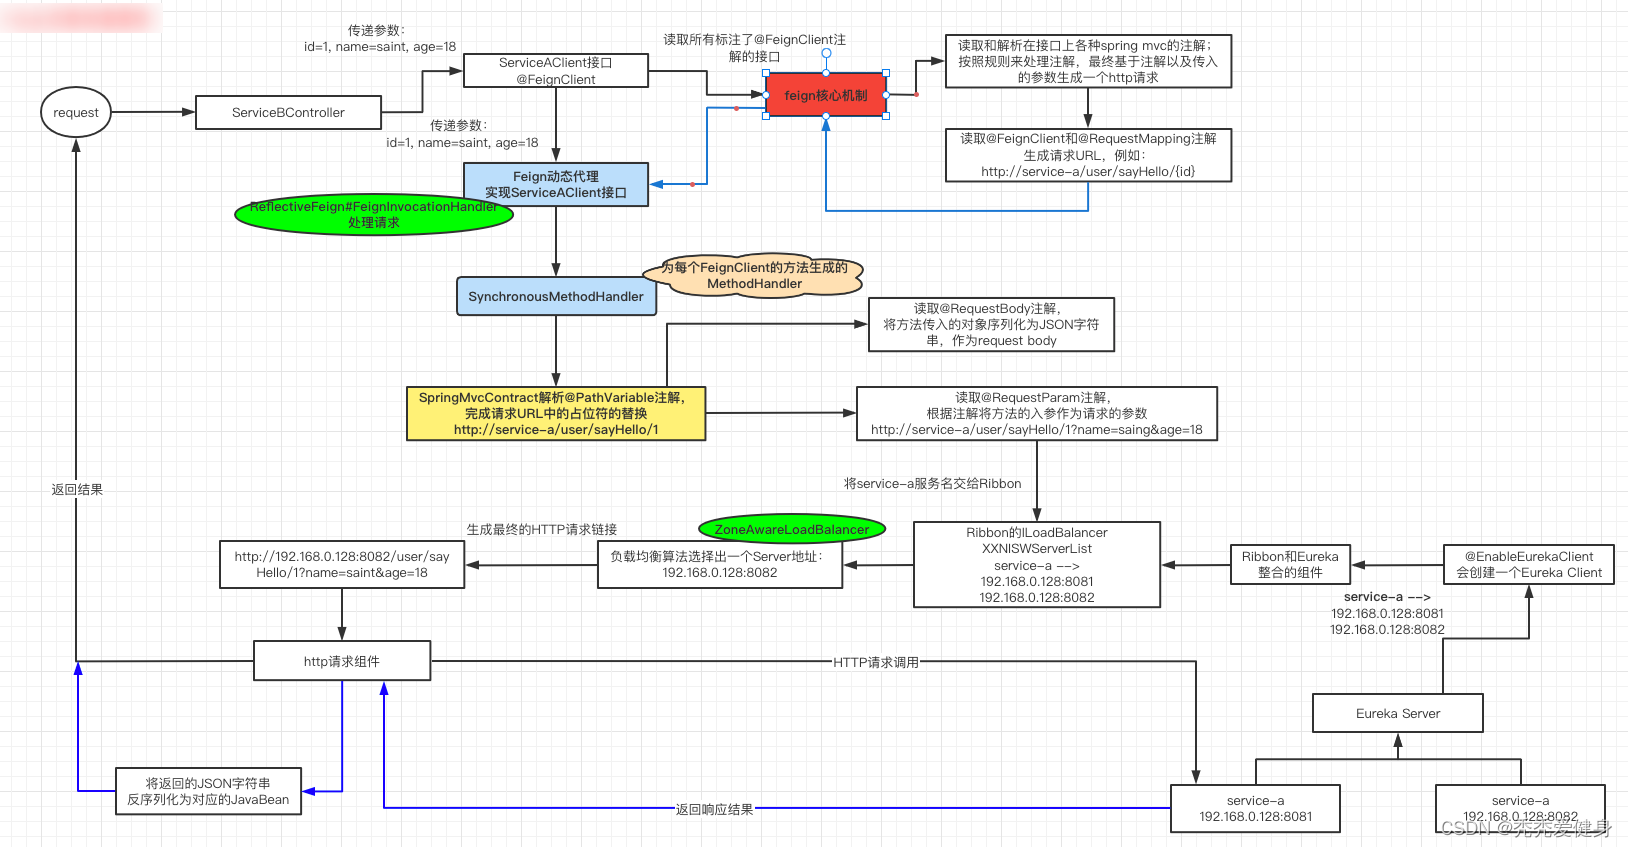 传递参数：
id=1, name=saint, age=18
读取所有标注了@FeignClient注
解的接口
读取和解析在接口上各种spring mvc的注解；
按照规则来处理注解，最终基于注解以及传入
的参数生成一个http请求
ServiceAClient接口
@FeignClient
feign核心机制
request
ServiceBController
传递参数：
id=1, name=saint, age=18
读取@FeignClient和@RequestMapping注解
生成请求URL，例如：
http://service-a/user/sayHello/{id}
Feign动态代理
实现ServiceAClient接口
ReflectiveFeign#FeignInvocationHandler
处理请求
为每个FeignClient的方法生成的
MethodHandler
SynchronousMethodHandler
读取@RequestBody注解，
将方法传入的对象序列化为JSON字符
串，作为request body
SpringMvcContract解析@PathVariable注解，
完成请求URL中的占位符的替换
http://service-a/user/sayHello/1
读取@RequestParam注解，
根据注解将方法的入参作为请求的参数
http://service-a/user/sayHello/1?name=saing&age=18
返回结果
将service-a服务名交给Ribbon
生成最终的HTTP请求链接
ZoneAwareLoadBalancer
http://192.168.0.128:8082/user/say
Hello/1?name=saint&age=18
负载均衡算法选择出一个Server地址：
192.168.0.128:8082
Ribbon的ILoadBalancer
XXNISWServerList
service-a -->
192.168.0.128:8081
192.168.0.128:8082
Ribbon和Eureka
整合的组件
@EnableEurekaClient
会创建一个Eureka Client
service-a -->
192.168.0.128:8081
192.168.0.128:8082
http请求组件
HTTP请求调用
Eureka Server
将返回的JSON字符串
反序列化为对应的JavaBean
返回响应结果
service-a
192.168.0.128:8081
service-a
192.168.0.128:8082
CSDN @秃秃爱健身